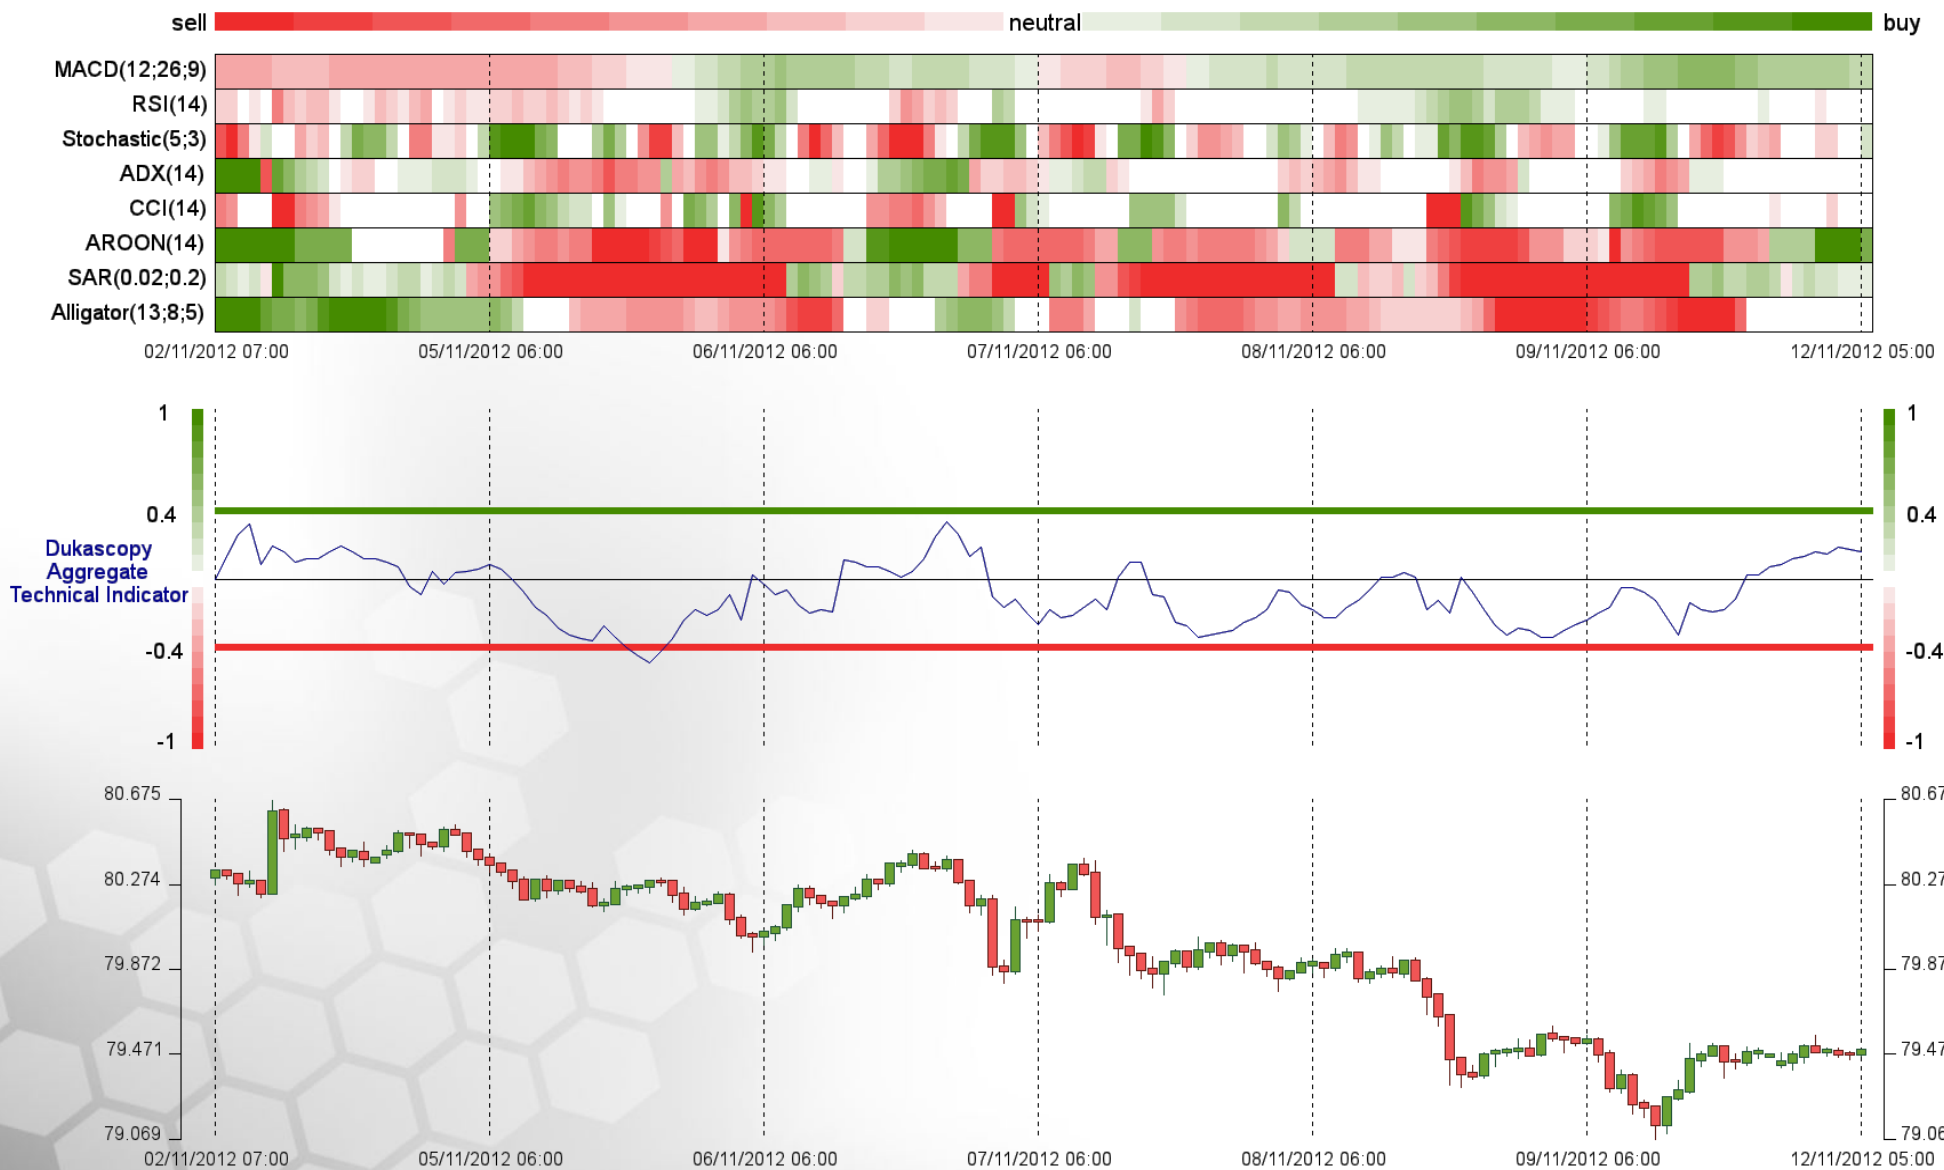 sell neutral buy
MACD(12;26;9)
RSI(14)
Stochastic(5;3)
ADX(14)
CCI(14)
AROON(14)
SAR(0.02;0.2)
Alligator(13;8;5)
02/11/2012 07:00 05/11/2012 06:00 06/11/2012 06:00 07/11/2012 06:00 08/11/2012 06:00 09/11/2012 06:00 12/11/2012 05:00
1 1
0.4 0.4
Dukascopy
Aggregate
Technical Indicator
-0.4 -0.4
-1 -1
80.675 80.67
80.274 80.27
79.872 79.87
79.471 79.47
79.069 79.06
02/11/2012 07:00 05/11/2012 06:00 06/11/2012 06:00 07/11/2012 06:00 08/11/2012 06:00 09/11/2012 06:00 12/11/2012 05:00